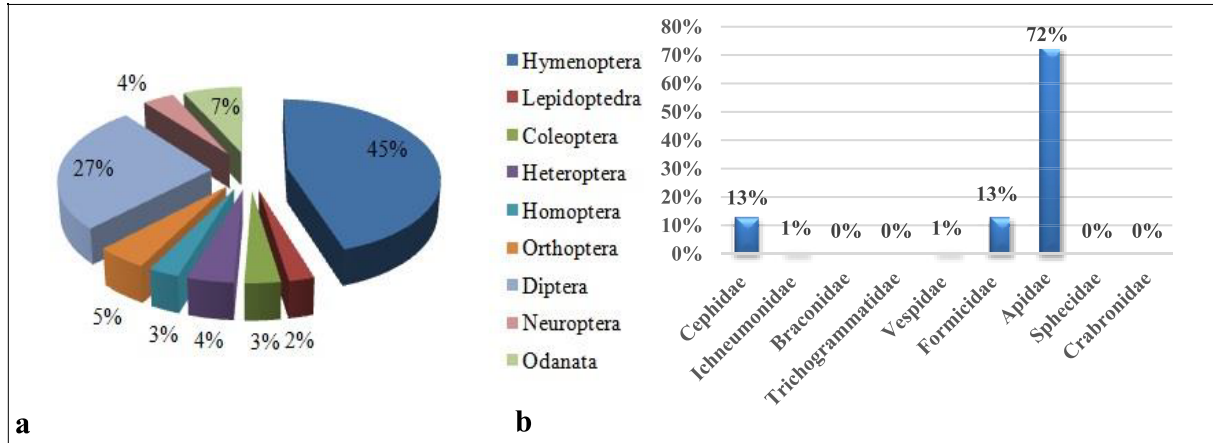 4%
7%
45%
27%
5%
3%
4%
3%
2%
Hymenoptera
Lepidoptedra
Coleoptera
Heteroptera
Homoptera
Orthoptera
Diptera
Neuroptera
Odanata
a
80%
70%
60%
50%
40%
30%
20%
10%
0%
13%
1%
0%
0%
1%
13%
72%
0%
0%
Cephidae
Ichneumonidae
Braconidae
Trichogrammatidae
Vespidae
Formicidae
Apidae
Sphecidae
Crabronidae
b